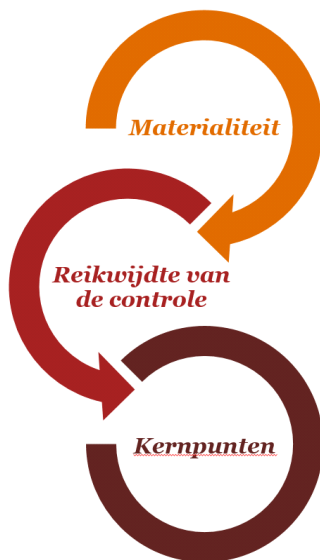 Materialiteit
Reikwijdte van
de controle
Kernpunten